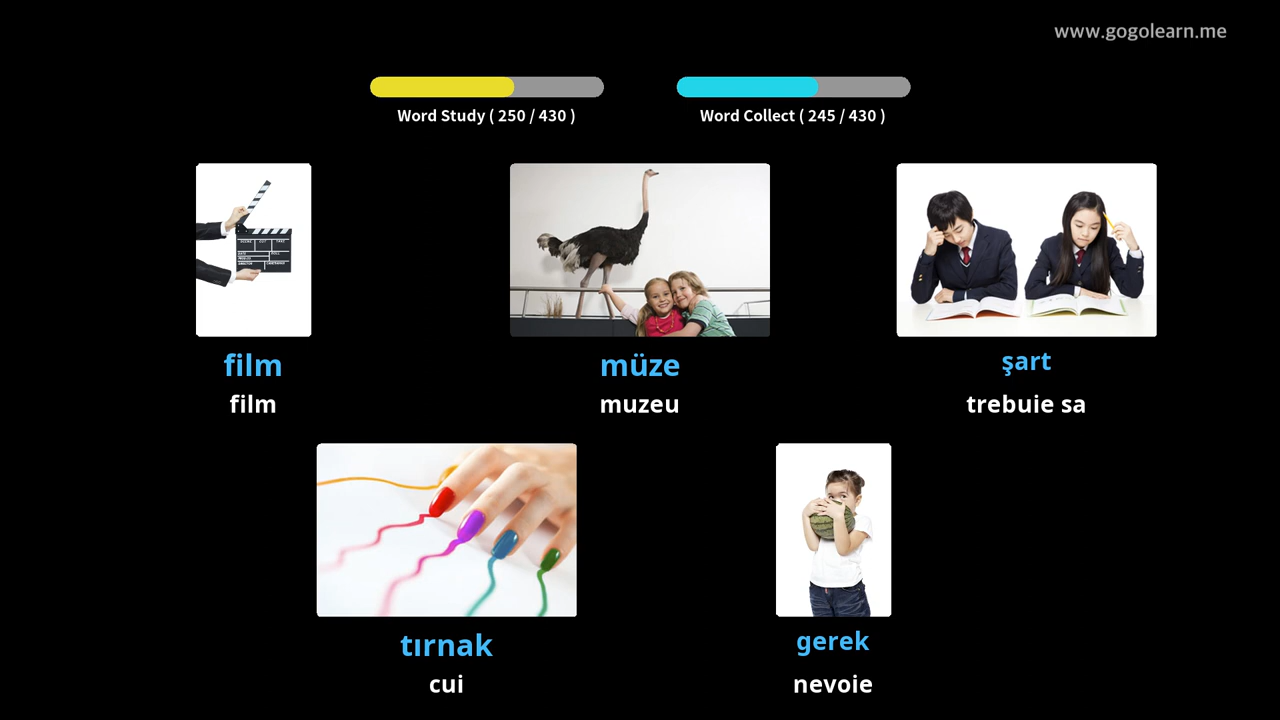 www.gogolearn.me
Word Study ( 250 / 430 )
Word Collect ( 245 / 430 )
film
film
müze
muzeu
şart
trebuie sa
tırnak
cui
gerek
nevoie